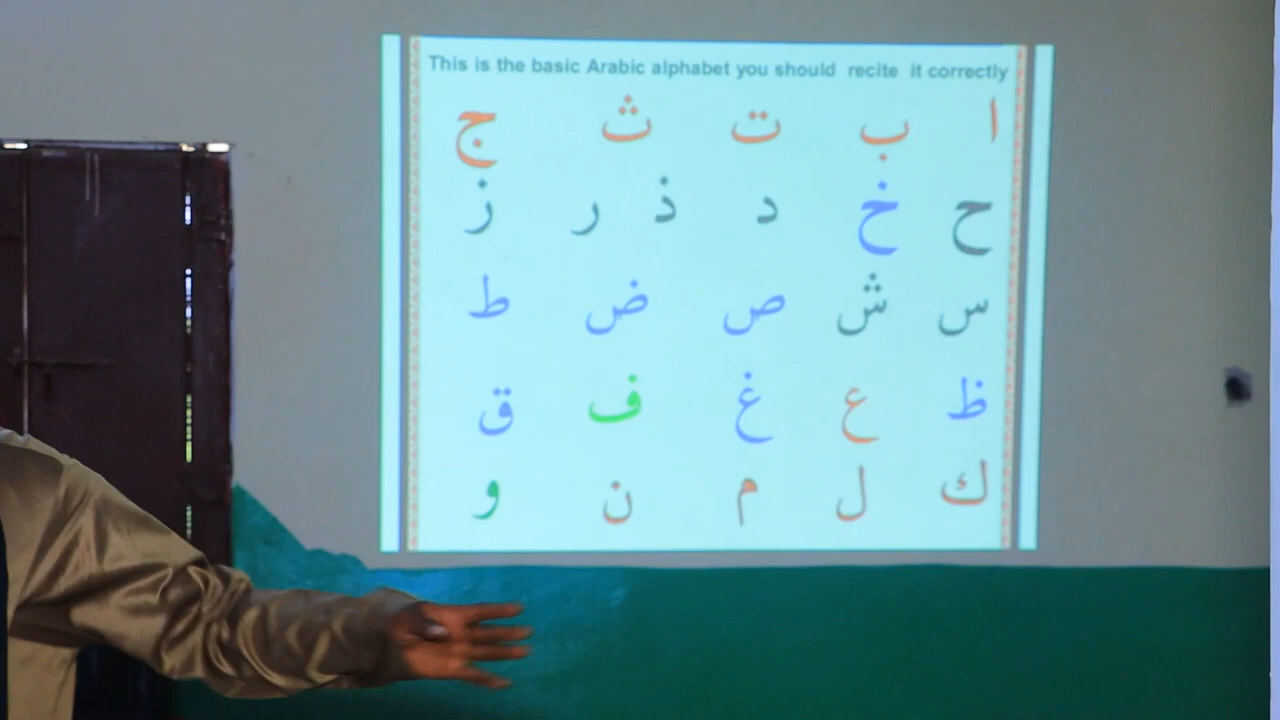 This is the basic Arabic alphabet you should recite it correctly
ا ب ت ث ج
ح خ د ذ ر ز
س ش ص ض ط
ظ ع غ ف ق
ك ل م ن و